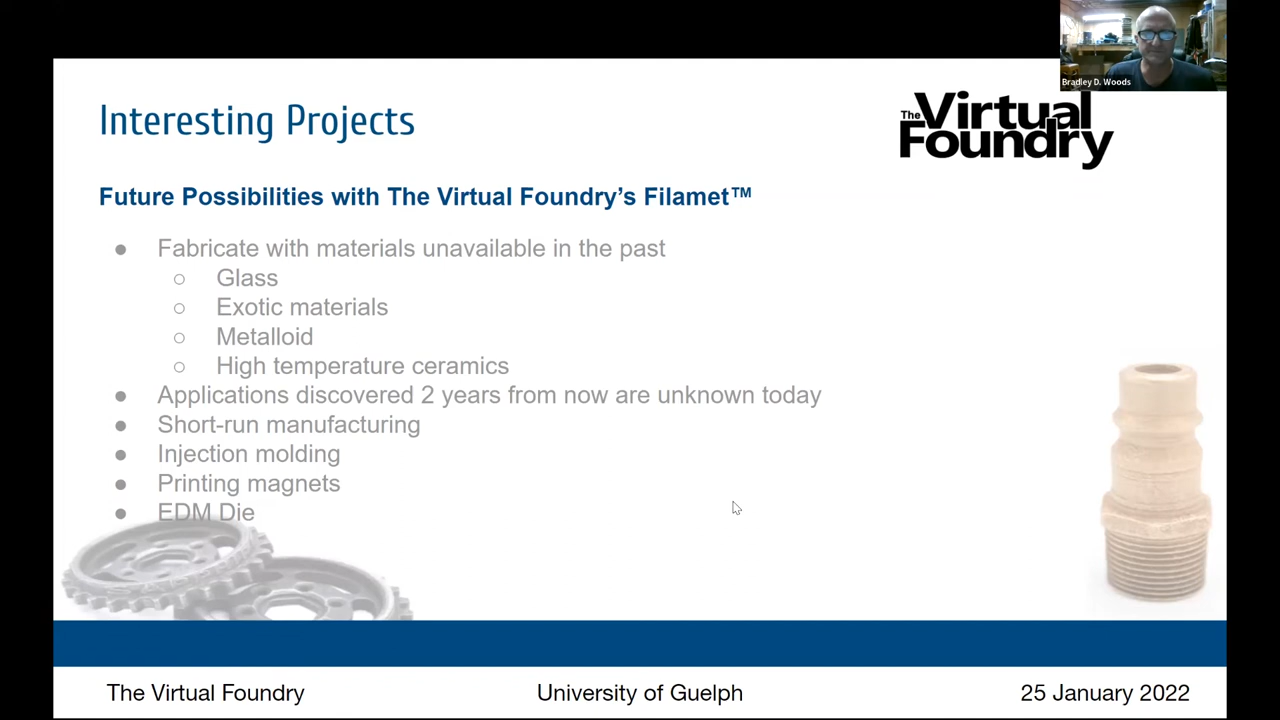 Bradley D. Woods
Interesting Projects
The Virtual
Foundry
Future Possibilities with The Virtual Foundry's Filamet™
● Fabricate with materials unavailable in the past
○ Glass
○ Exotic materials
○ Metalloid
○ High temperature ceramics
● Applications discovered 2 years from now are unknown today
● Short-run manufacturing
● Injection molding
● Printing magnets
● EDM Die
The Virtual Foundry University of Guelph 25 January 2022